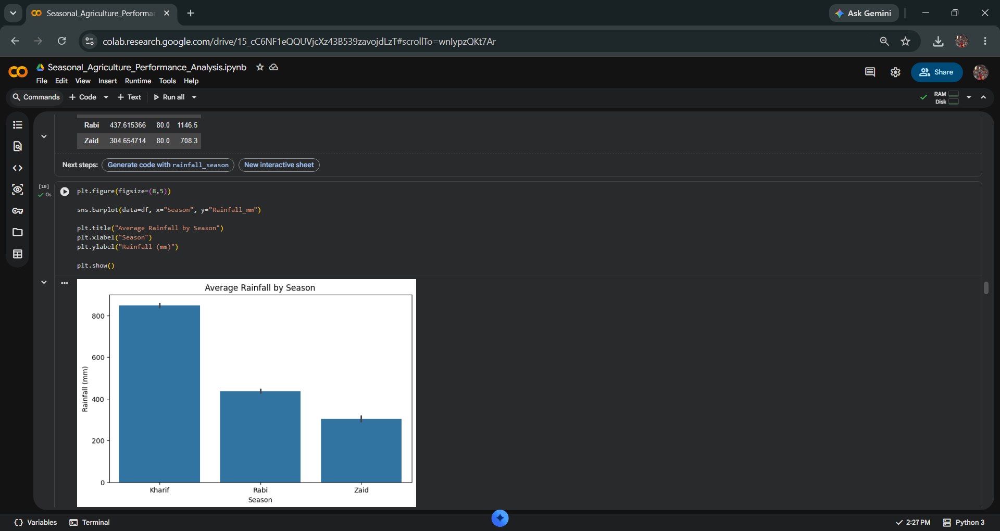 Seasonal_Agriculture_Performan
Ask Gemini
colab.research.google.com/drive/15_cC6NF1eQQUVjcXz43B539zavojdLzT#scrollTo=wnlypzQKt7Ar
Seasonal_Agriculture_Performance_Analysis.ipynb
File Edit View Insert Runtime Tools Help
Share
Commands + Code + Text Run all
RAM
Disk
Rabi 437.615366 80.0 1146.5
Zaid 304.654714 80.0 708.3
Next steps: Generate code with rainfall_season New interactive sheet
[10]
0s
plt.figure(figsize=(8,5))
sns.barplot(data=df, x="Season", y="Rainfall_mm")
plt.title("Average Rainfall by Season")
plt.xlabel("Season")
plt.ylabel("Rainfall (mm)")
plt.show()
Average Rainfall by Season
800
600
400
200
0
Rainfall (mm)
Kharif Rabi Zaid
Season
{} Variables Terminal
2:27 PM Python 3